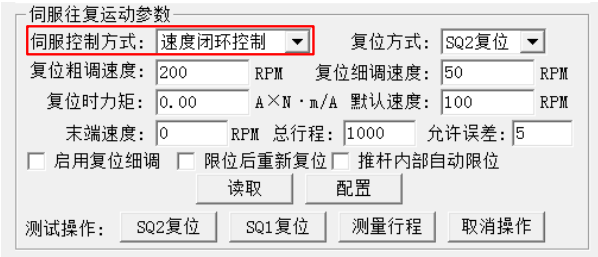 伺服往复运动参数
伺服控制方式: 速度闭环控制 复位方式: SQ2复位
复位粗调速度: 200 RPM 复位细调速度: 50 RPM
复位时力矩: 0.00 A×N·m/A 默认速度: 100 RPM
末端速度: 0 RPM 总行程: 1000 允许误差: 5
启用复位细调 限位后重新复位 推杆内部自动限位
读取 配置
测试操作: SQ2复位 SQ1复位 测量行程 取消操作